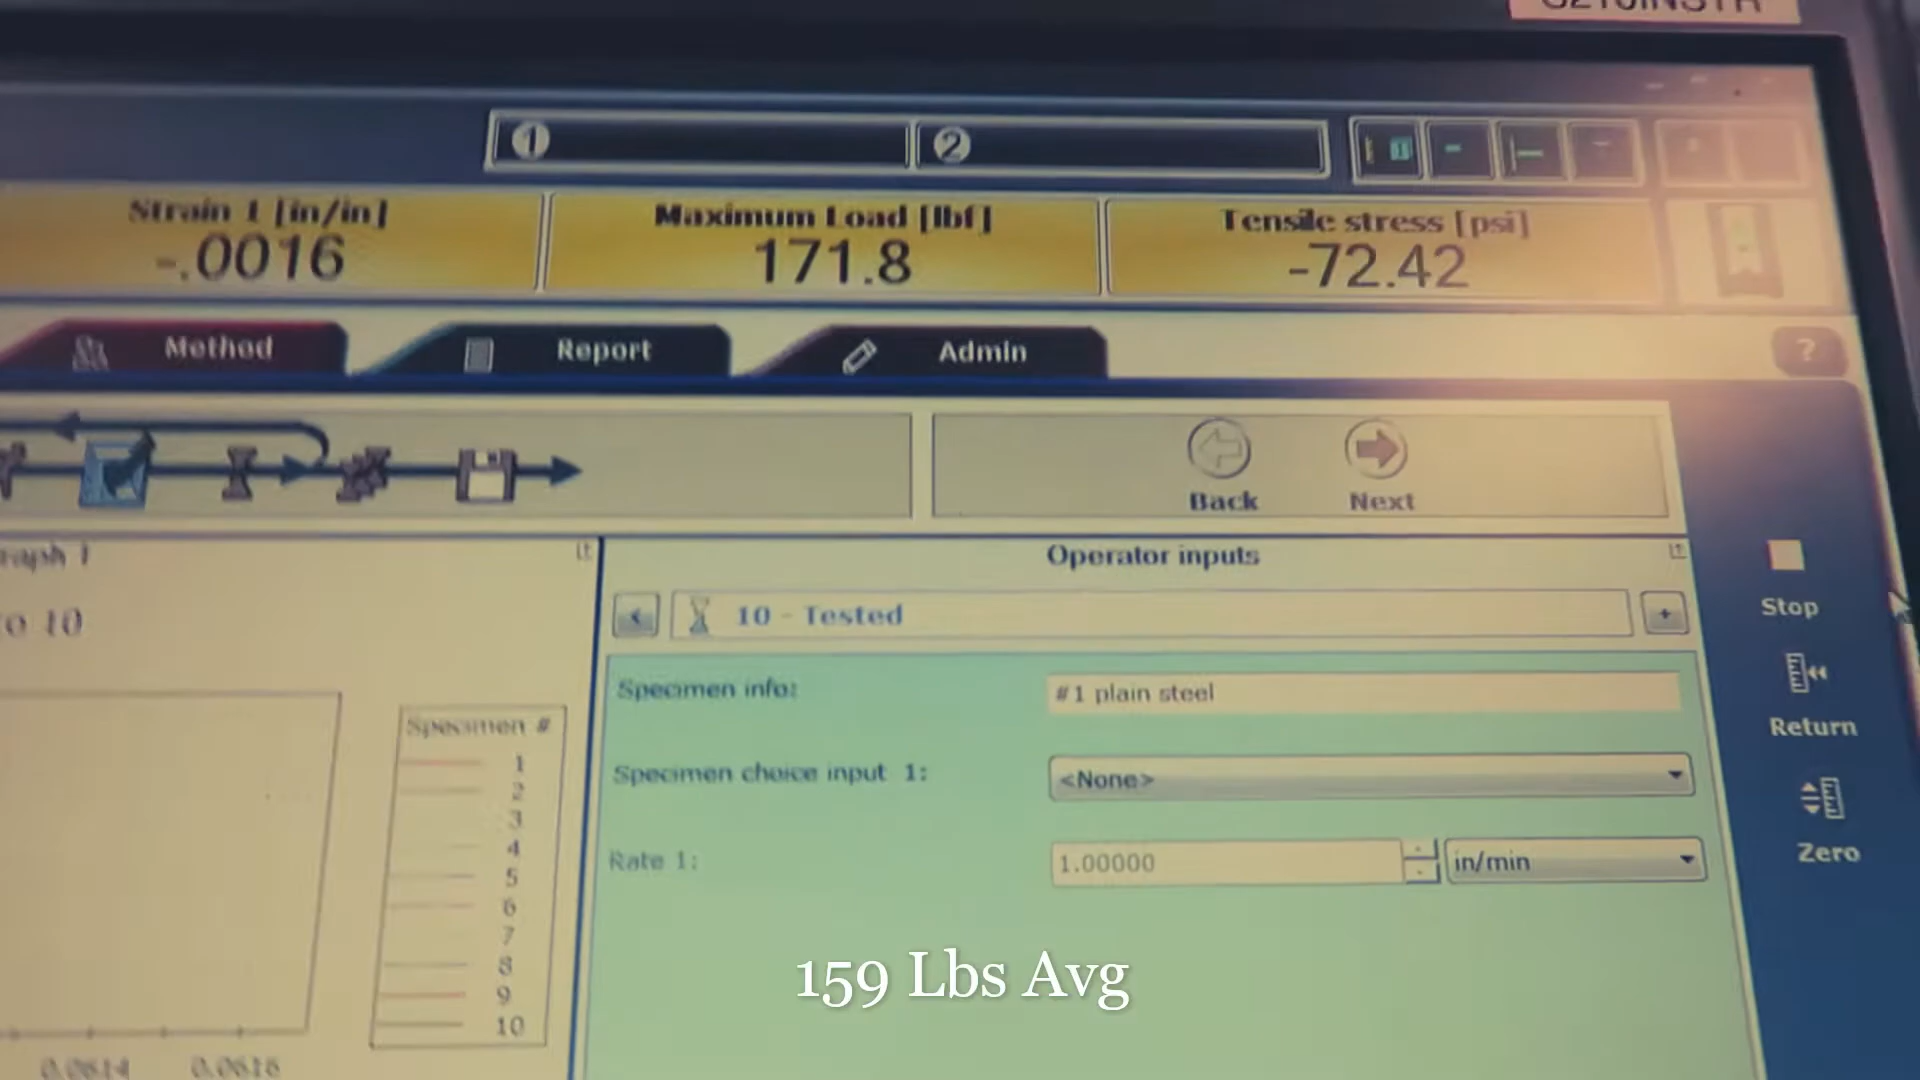 1
2
Strain 1 [in/in]
-.0016
Maximum Load [lbf]
171.8
Tensile stress [psi]
-72.42
Method
Report
Admin
?
Back
Next
Operator inputs
10 - Tested
+
Specimen info:
#1 plain steel
Specimen choice input 1:
<None>
Rate 1:
1.00000
in/min
Stop
Return
Zero
o 10
Specimen #
1
2
3
4
5
6
7
8
9
10
0.0614
159 Lbs Avg